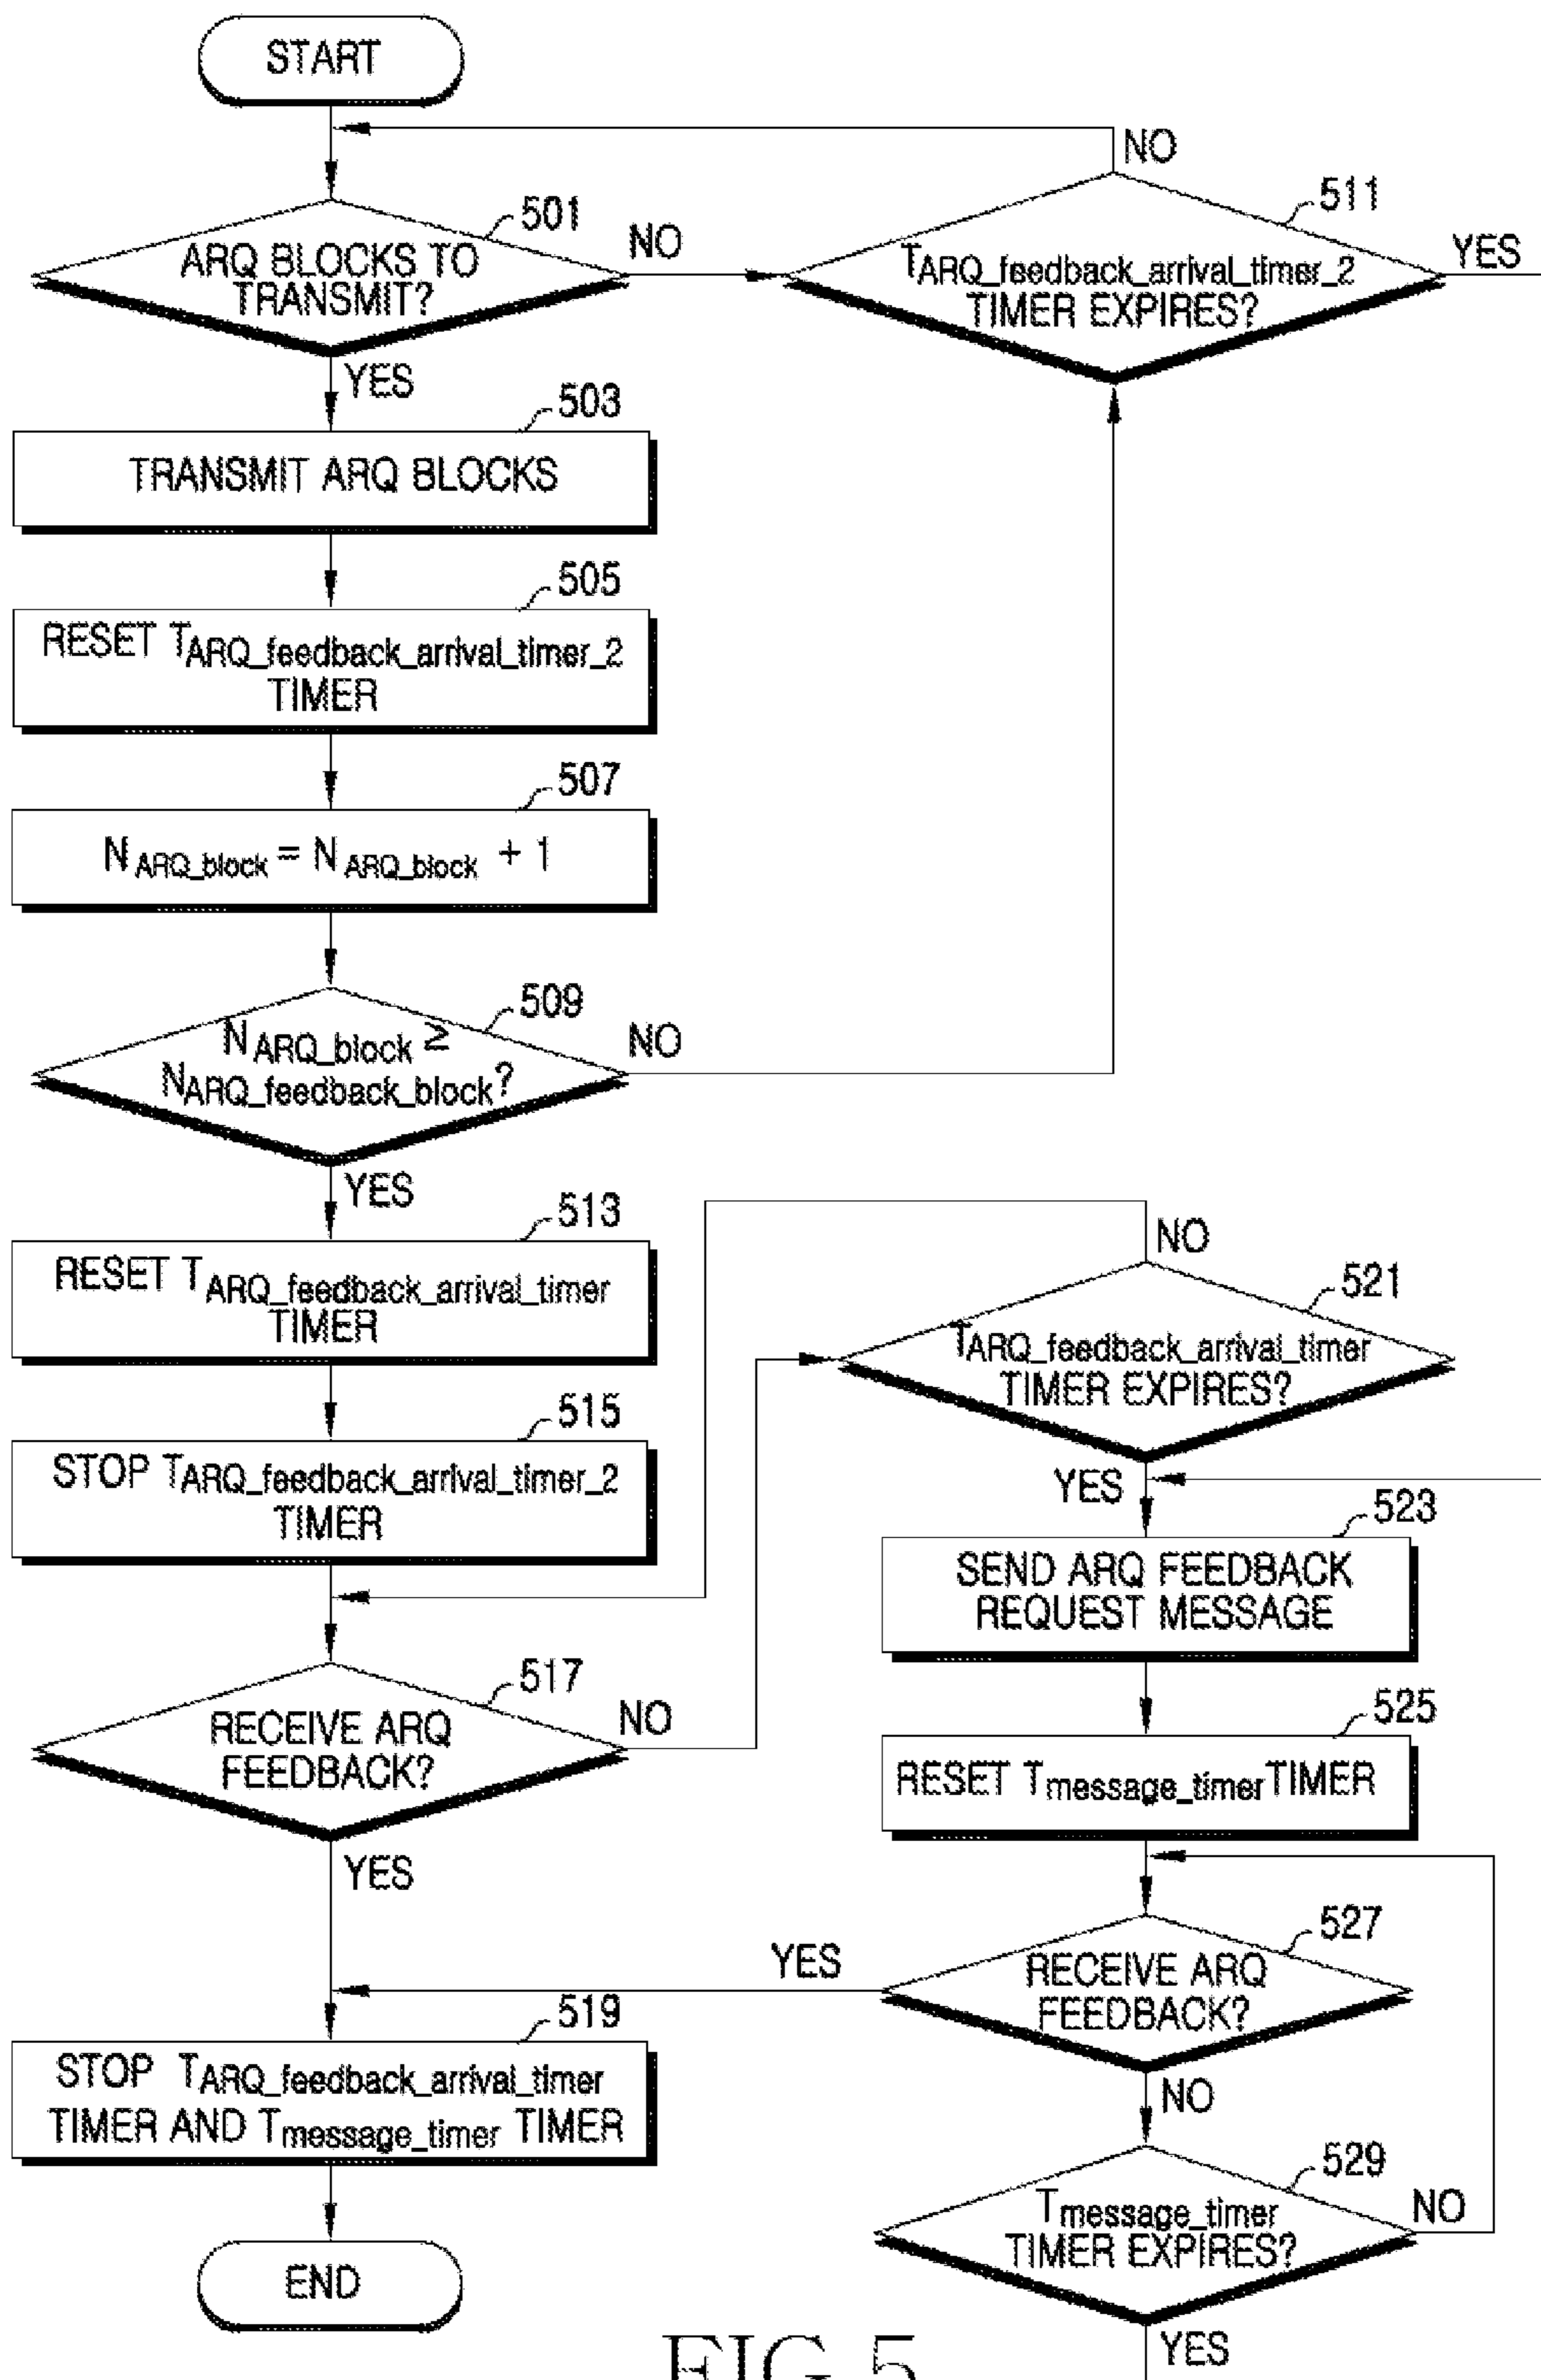 START
NO
501
511
ARQ BLOCKS TO
TRANSMIT?
NO
TARQ_feedback_arrival_timer_2
TIMER EXPIRES?
YES
YES
503
TRANSMIT ARQ BLOCKS
505
RESET TARQ_feedback_arrival_timer_2
TIMER
507
NARQ_block = NARQ_block + 1
509
NARQ_block ≥
NARQ_feedback_block?
NO
YES
513
RESET TARQ_feedback_arrival_timer
TIMER
NO
521
TARQ_feedback_arrival_timer
TIMER EXPIRES?
YES
515
STOP TARQ_feedback_arrival_timer_2
TIMER
523
SEND ARQ FEEDBACK
REQUEST MESSAGE
517
RECEIVE ARQ
FEEDBACK?
NO
YES
525
RESET Tmessage_timer TIMER
527
RECEIVE ARQ
FEEDBACK?
YES
NO
519
STOP TARQ_feedback_arrival_timer
TIMER AND Tmessage_timer TIMER
529
Tmessage_timer
TIMER EXPIRES?
NO
YES
END
FIG.5